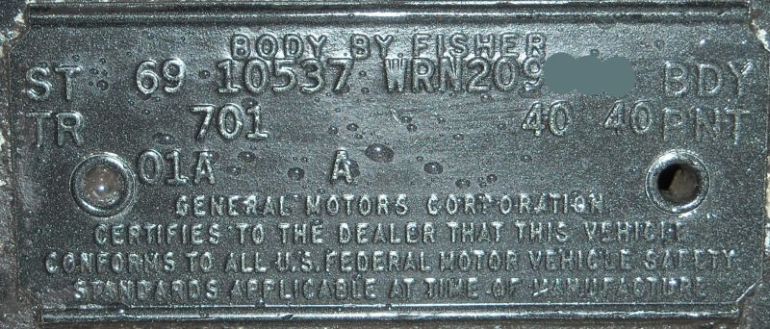 BODY BY FISHER
ST 69 10537 WRN209 BDY
TR 701 40 40 PNT
01A A
GENERAL MOTORS CORPORATION
CERTIFIES TO THE DEALER THAT THIS VEHICLE
CONFORMS TO ALL U.S. FEDERAL MOTOR VEHICLE SAFETY
STANDARDS APPLICABLE AT TIME OF MANUFACTURE